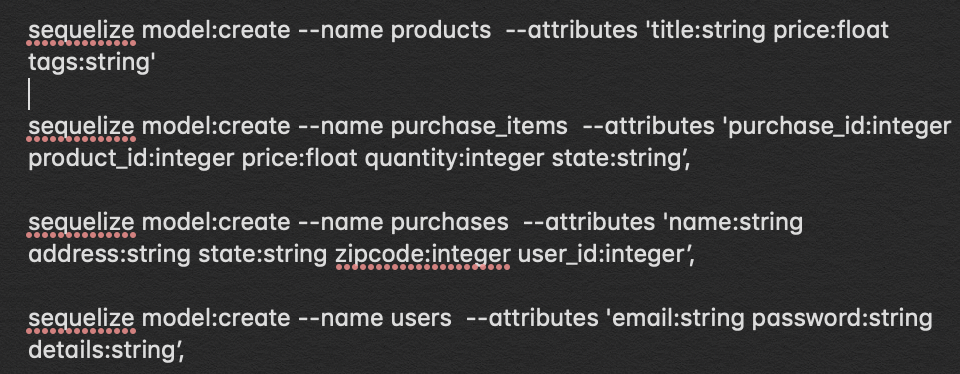 sequelize model:create --name products  --attributes 'title:string price:float
tags:string'
sequelize model:create --name purchase_items  --attributes 'purchase_id:integer
product_id:integer price:float quantity:integer state:string’,
sequelize model:create --name purchases  --attributes 'name:string
address:string state:string zipcode:integer user_id:integer’,
sequelize model:create --name users  --attributes 'email:string password:string
details:string’,